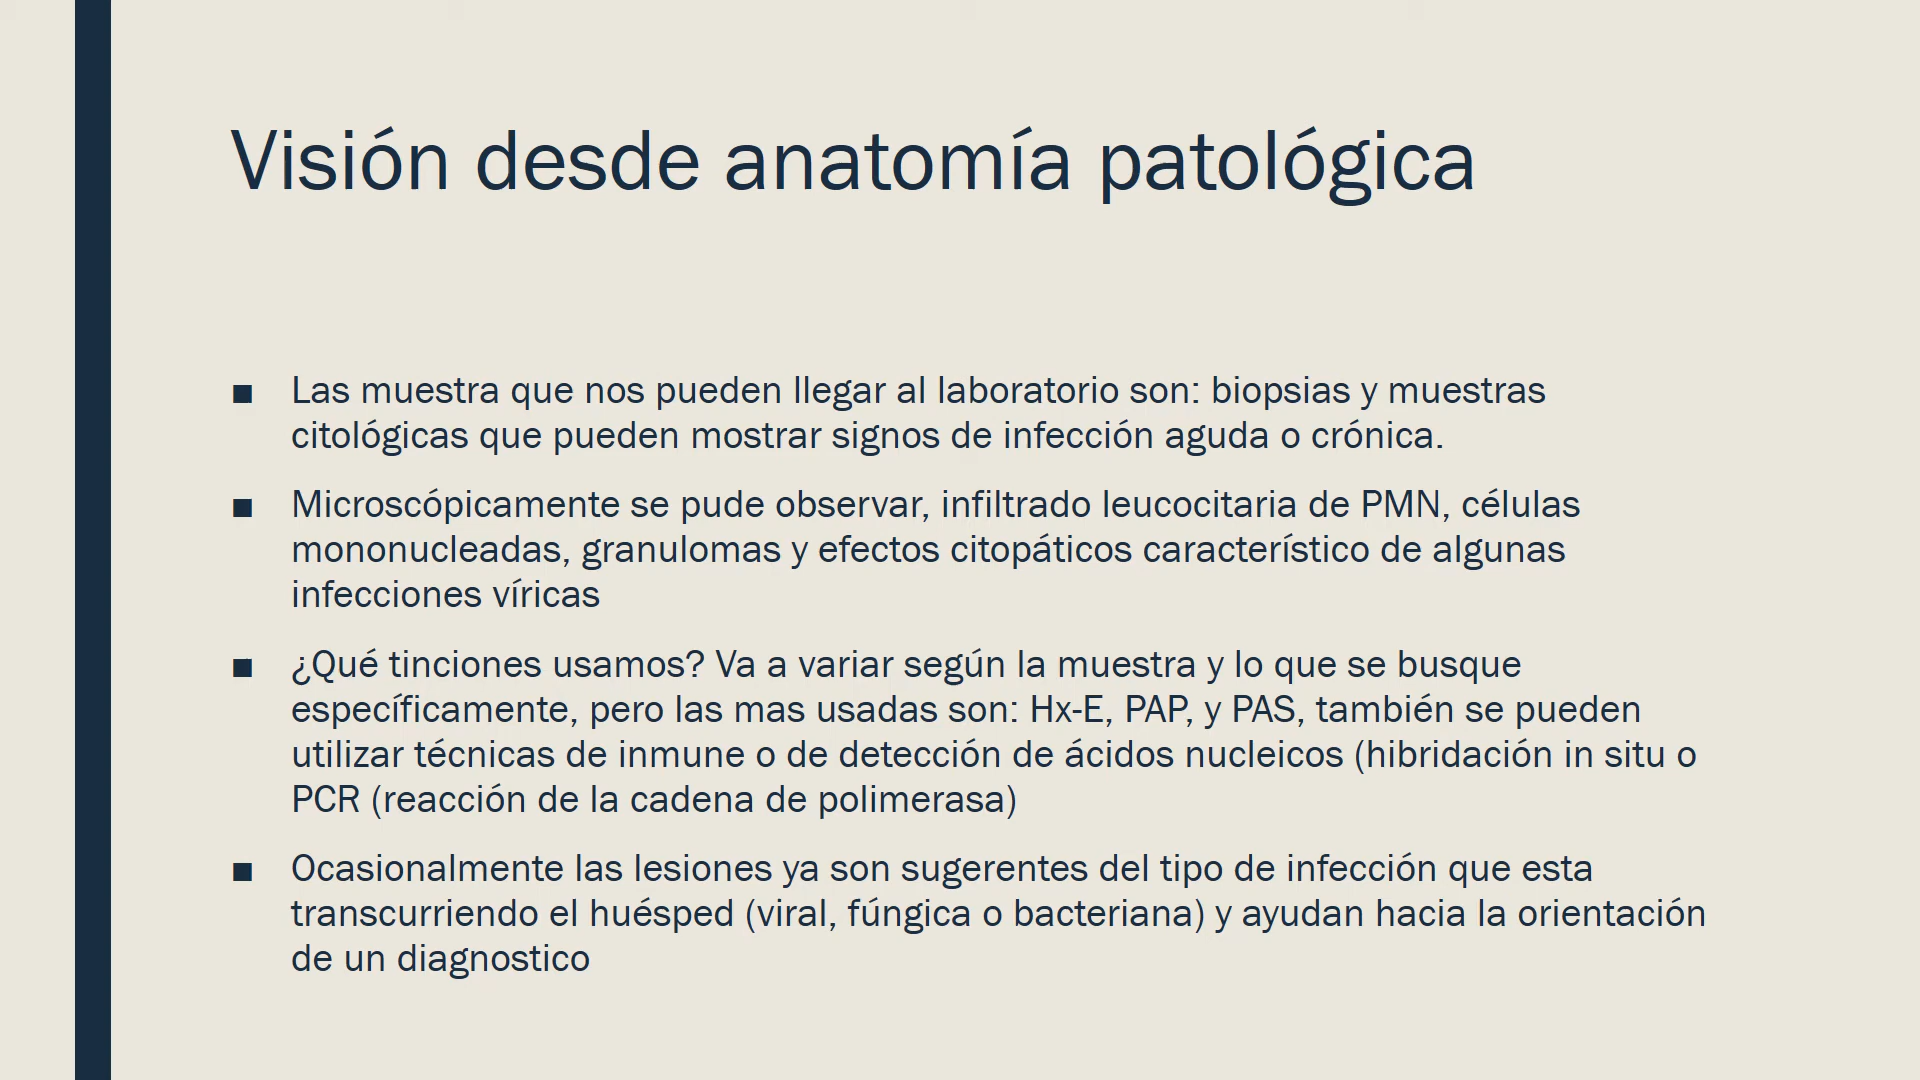 Visión desde anatomía patológica
■ Las muestra que nos pueden llegar al laboratorio son: biopsias y muestras
citológicas que pueden mostrar signos de infección aguda o crónica.
■ Microscópicamente se pude observar, infiltrado leucocitaria de PMN, células
mononucleadas, granulomas y efectos citopáticos característico de algunas
infecciones víricas
■ ¿Qué tinciones usamos? Va a variar según la muestra y lo que se busque
específicamente, pero las mas usadas son: Hx-E, PAP, y PAS, también se pueden
utilizar técnicas de inmune o de detección de ácidos nucleicos (hibridación in situ o
PCR (reacción de la cadena de polimerasa)
■ Ocasionalmente las lesiones ya son sugerentes del tipo de infección que esta
transcurriendo el huésped (viral, fúngica o bacteriana) y ayudan hacia la orientación
de un diagnostico